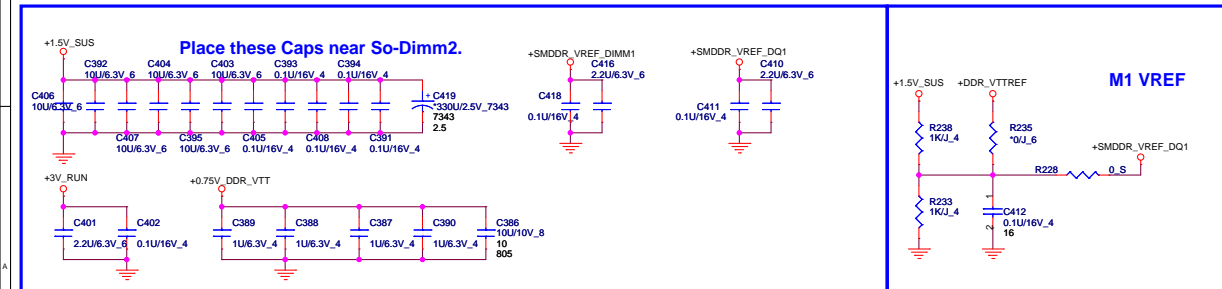 Place these Caps near So-Dimm2.
+1.5V_SUS
C392
10U/6.3V_6
C404
10U/6.3V_6
C403
10U/6.3V_6
C393
0.1U/16V_4
C394
0.1U/16V_4
C406
10U/6.3V_6
+
C419
*330U/2.5V_7343
7343
2.5
C407
10U/6.3V_6
C395
10U/6.3V_6
C405
0.1U/16V_4
C408
0.1U/16V_4
C391
0.1U/16V_4
+SMDDR_VREF_DIMM1
C416
2.2U/6.3V_6
C418
0.1U/16V_4
+SMDDR_VREF_DQ1
C410
2.2U/6.3V_6
C411
0.1U/16V_4
+3V_RUN
C401
2.2U/6.3V_6
C402
0.1U/16V_4
+0.75V_DDR_VTT
C389
1U/6.3V_4
C388
1U/6.3V_4
C387
1U/6.3V_4
C390
1U/6.3V_4
C386
10U/10V_8
10
805
M1 VREF
+1.5V_SUS
+DDR_VTTREF
R238
1K/J_4
R235
*0/J_6
+SMDDR_VREF_DQ1
R228
0_S
R233
1K/J_4
1
C412
0.1U/16V_4
2
16
A